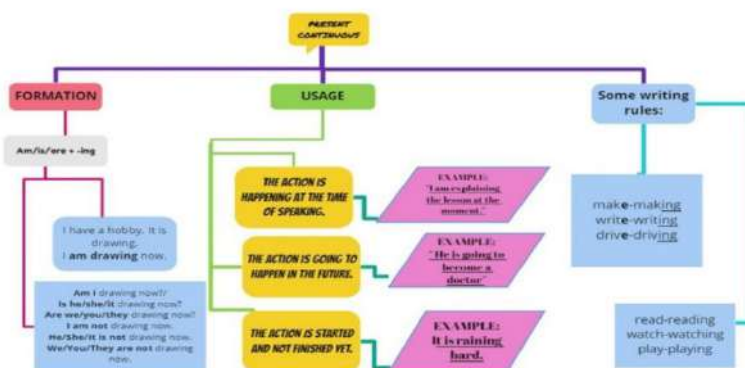 PRESENT
CONTINUOUS
FORMATION
Am/is/are + -ing
I have a hobby. It is
drawing.
I am drawing now.
Am I drawing now?/
Is he/she/it drawing now?
Are we/you/they drawing now?
I am not drawing now.
He/She/It is not drawing now.
We/You/They are not drawing
now.
USAGE
THE ACTION IS
HAPPENING AT THE TIME
OF SPEAKING.
EXAMPLE:
"I am explaining
the lesson at the
moment."
THE ACTION IS GOING TO
HAPPEN IN THE FUTURE.
EXAMPLE:
"He is going to
become a
doctor"
THE ACTION IS STARTED
AND NOT FINISHED YET.
EXAMPLE:
It is raining
hard.
Some writing
rules:
make-making
write-writing
drive-driving
read-reading
watch-watching
play-playing